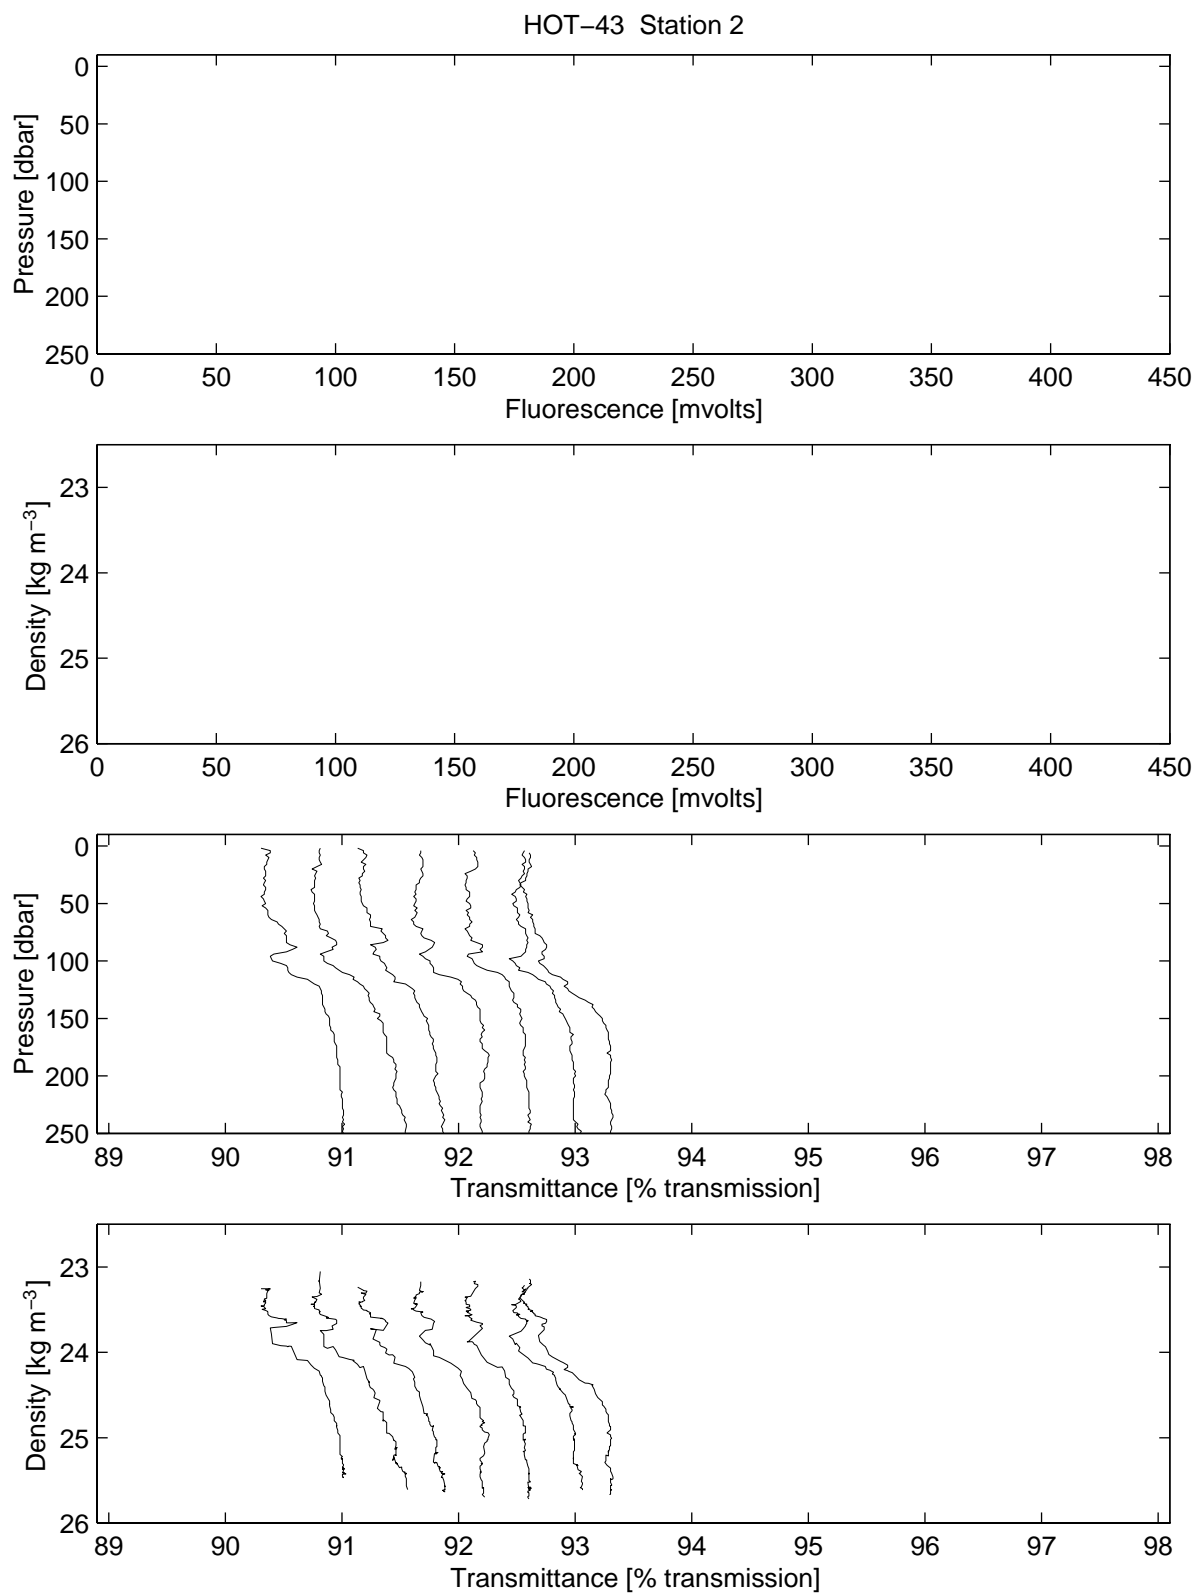 HOT−43 Station 2
0
50
100
150
200
250
Pressure [dbar]
0 50 100 150 200 250 300 350 400 450
Fluorescence [mvolts]
23
24
25
26
Density [kg m−3]
0 50 100 150 200 250 300 350 400 450
Fluorescence [mvolts]
0
50
100
150
200
250
Pressure [dbar]
89 90 91 92 93 94 95 96 97 98
Transmittance [% transmission]
23
24
25
26
Density [kg m−3]
89 90 91 92 93 94 95 96 97 98
Transmittance [% transmission]